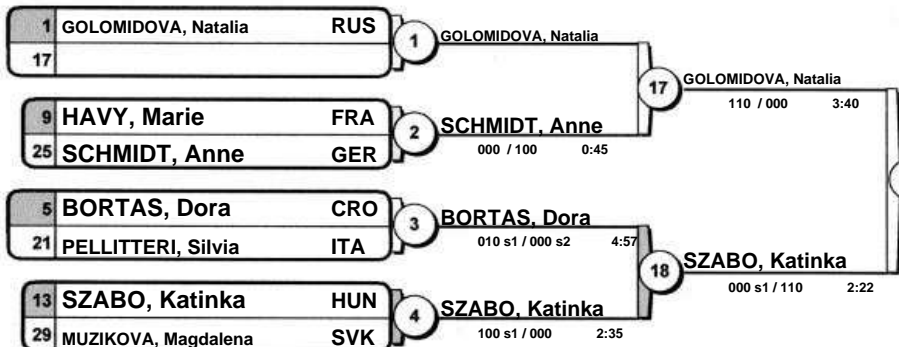 1 GOLOMIDOVA, Natalia RUS
17
1 GOLOMIDOVA, Natalia
17 GOLOMIDOVA, Natalia
110 / 000 3:40
9 HAVY, Marie FRA
25 SCHMIDT, Anne GER
2 SCHMIDT, Anne
000 / 100 0:45
5 BORTAS, Dora CRO
21 PELLITTERI, Silvia ITA
3 BORTAS, Dora
010 s1 / 000 s2 4:57
18 SZABO, Katinka
000 s1 / 110 2:22
13 SZABO, Katinka HUN
29 MUZIKOVA, Magdalena SVK
4 SZABO, Katinka
100 s1 / 000 2:35